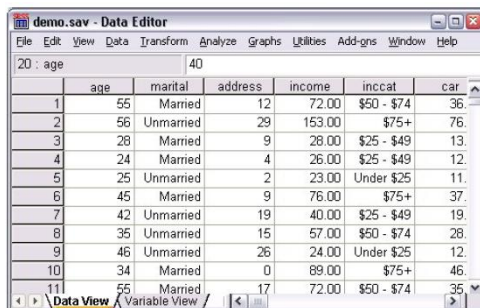 demo.sav - Data Editor
File Edit View Data Transform Analyze Graphs Utilities Add-ons Window Help
20 : age 40
age marital address income inccat car
1 55 Married 12 72.00 $50 - $74 36.
2 56 Unmarried 29 153.00 $75+ 76.
3 28 Married 9 28.00 $25 - $49 13.
4 24 Married 4 26.00 $25 - $49 12.
5 25 Unmarried 2 23.00 Under $25 11.
6 45 Married 9 76.00 $75+ 37.
7 42 Unmarried 19 40.00 $25 - $49 19.
8 35 Unmarried 15 57.00 $50 - $74 28.
9 46 Unmarried 26 24.00 Under $25 12.
10 34 Married 0 89.00 $75+ 46.
11 55 Married 17 72.00 $50 - $74 35.
Data View Variable View